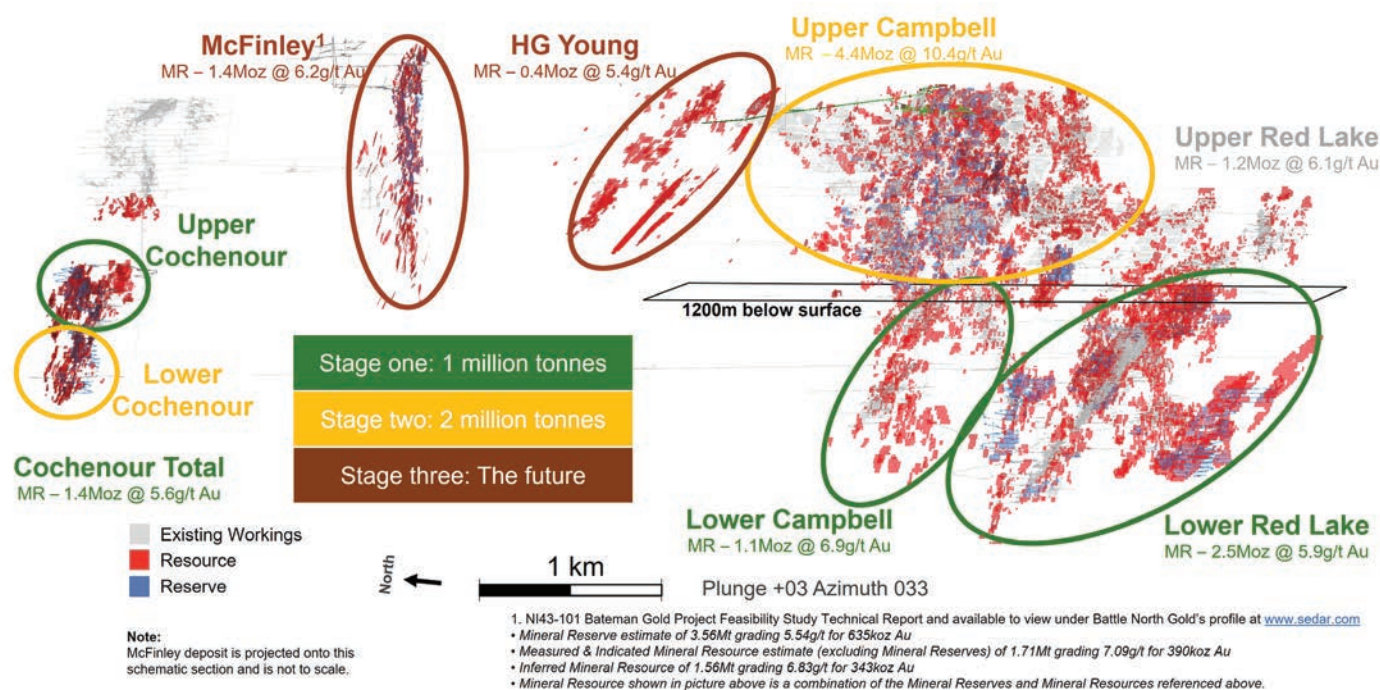 McFinley¹
MR – 1.4Moz @ 6.2g/t Au
HG Young
MR – 0.4Moz @ 5.4g/t Au
Upper Campbell
MR – 4.4Moz @ 10.4g/t Au
Upper Red Lake
MR – 1.2Moz @ 6.1g/t Au
Upper
Cochenour
1200m below surface
Lower
Cochenour
Stage one: 1 million tonnes
Stage two: 2 million tonnes
Stage three: The future
Cochenour Total
MR – 1.4Moz @ 5.6g/t Au
Lower Campbell
MR – 1.1Moz @ 6.9g/t Au
Lower Red Lake
MR – 2.5Moz @ 5.9g/t Au
Existing Workings
Resource
Reserve
North
1 km
Plunge +03 Azimuth 033
Note:
McFinley deposit is projected onto this
schematic section and is not to scale.
1. NI43-101 Bateman Gold Project Feasibility Study Technical Report and available to view under Battle North Gold's profile at www.sedar.com
• Mineral Reserve estimate of 3.56Mt grading 5.54g/t for 635koz Au
• Measured & Indicated Mineral Resource estimate (excluding Mineral Reserves) of 1.71Mt grading 7.09g/t for 390koz Au
• Inferred Mineral Resource of 1.56Mt grading 6.83g/t for 343koz Au
• Mineral Resource shown in picture above is a combination of the Mineral Reserves and Mineral Resources referenced above.